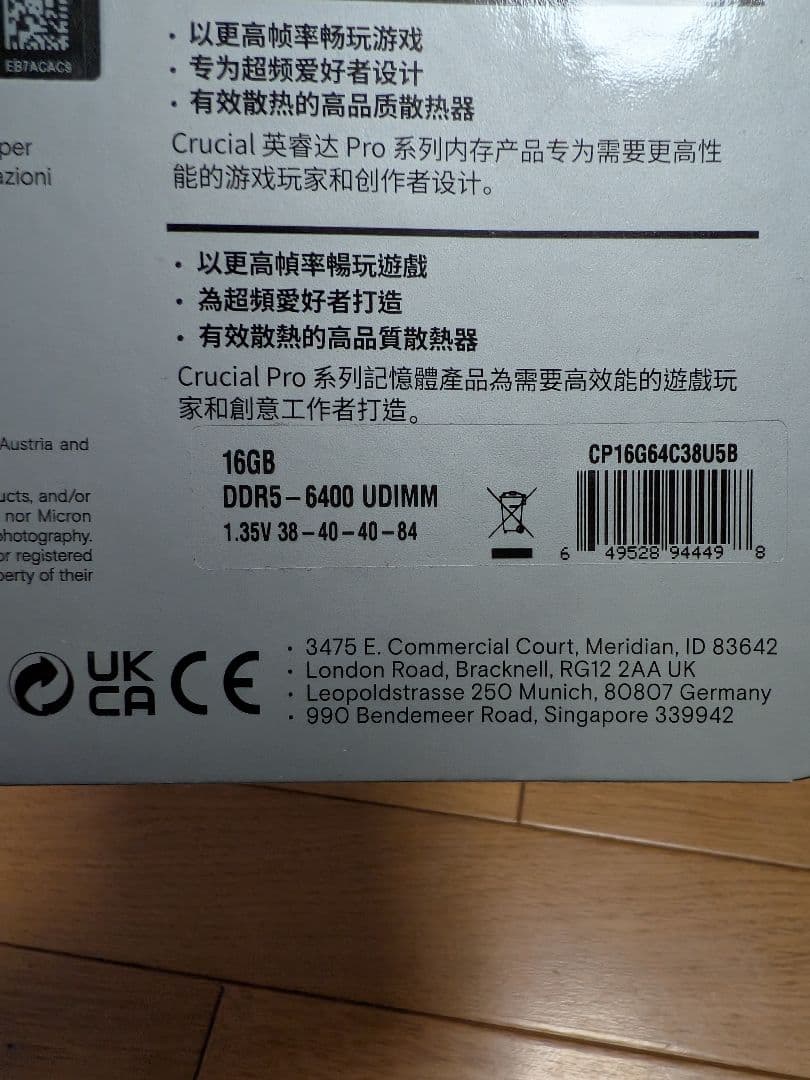 EB7ACAC9
· 以更高帧率畅玩游戏
· 专为超频爱好者设计
· 有效散热的高品质散热器
Crucial 英睿达 Pro 系列内存产品专为需要更高性
能的游戏玩家和创作者设计。
per
azioni
· 以更高幀率暢玩遊戲
· 為超頻愛好者打造
· 有效散熱的高品質散熱器
Crucial Pro 系列記憶體產品為需要高效能的遊戲玩
家和創意工作者打造。
Austria and
ucts, and/or
nor Micron
photography.
or registered
perty of their
16GB
DDR5-6400 UDIMM
1.35V 38-40-40-84
CP16G64C38U5B
6 49528 94449 8
UK
CA
CE
· 3475 E. Commercial Court, Meridian, ID 83642
· London Road, Bracknell, RG12 2AA UK
· Leopoldstrasse 250 Munich, 80807 Germany
· 990 Bendemeer Road, Singapore 339942